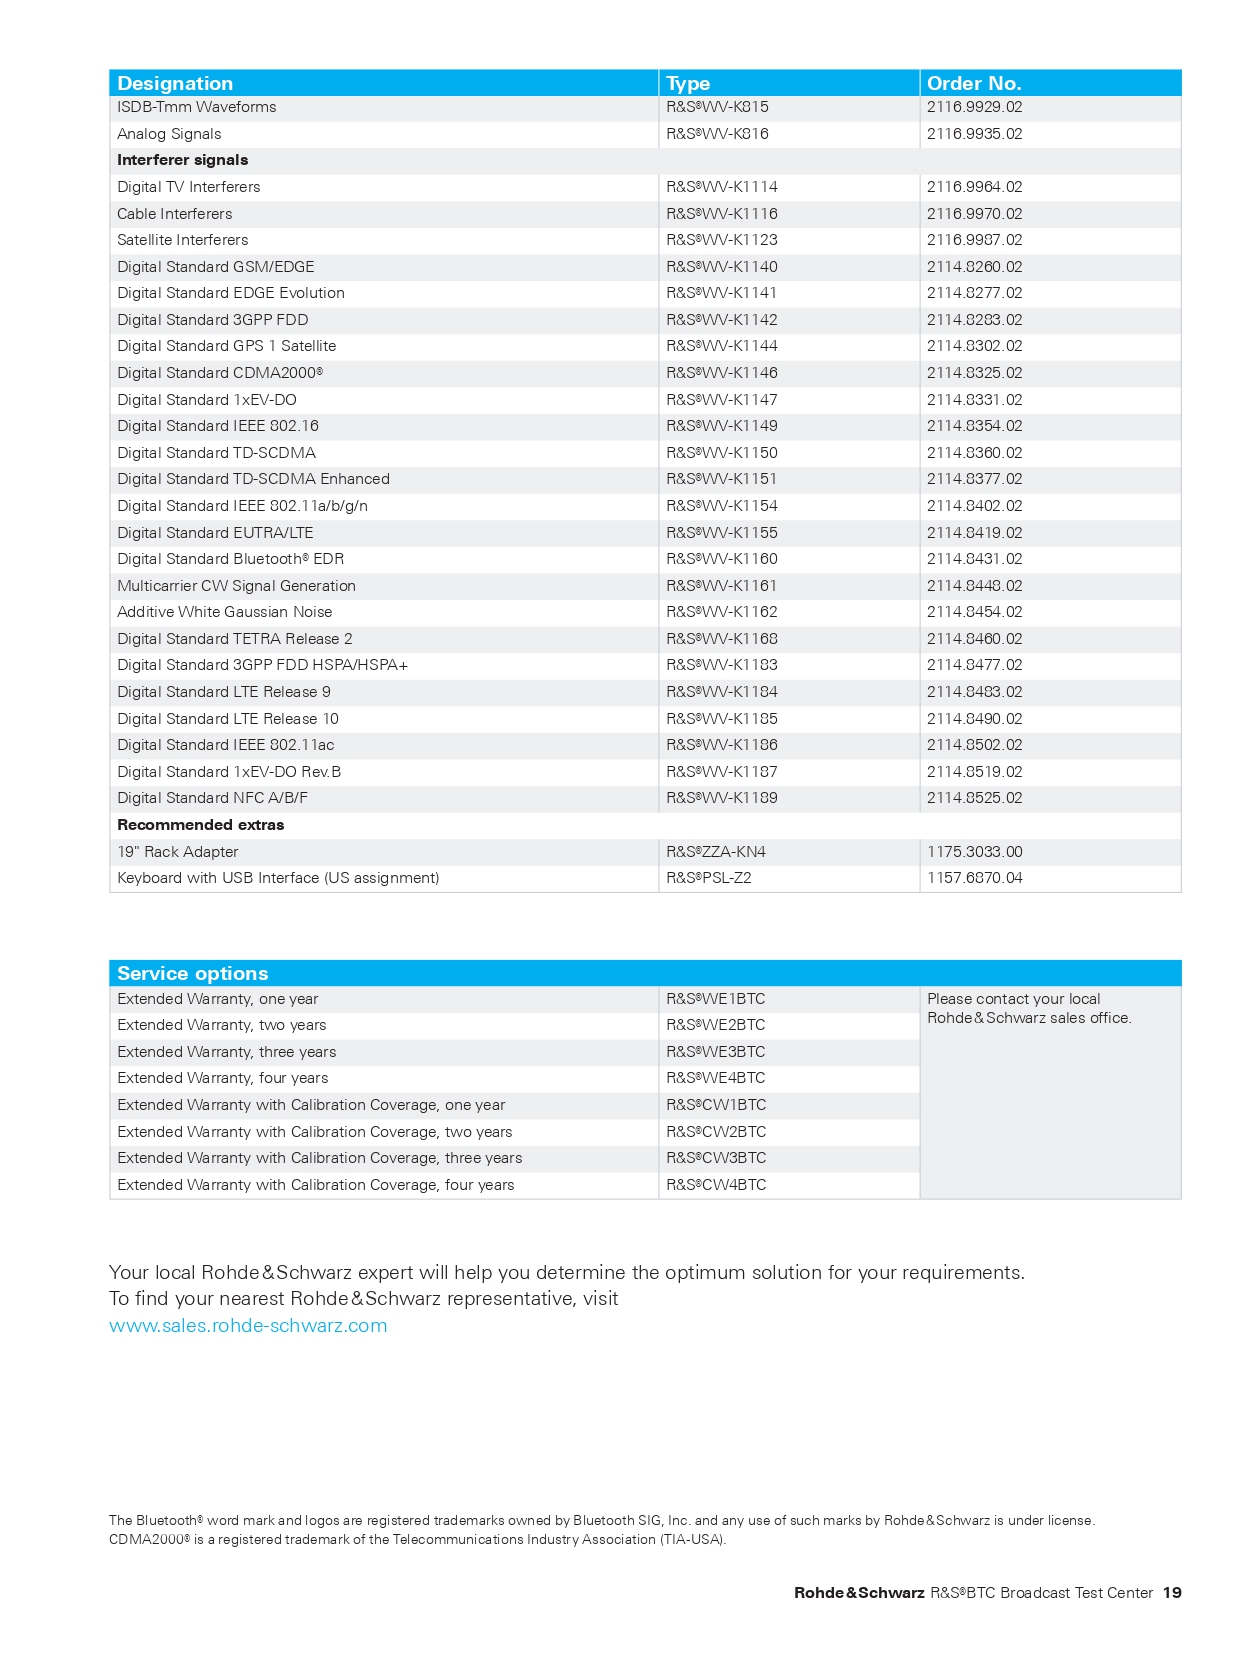 Designation Type Order No.
ISDB-Tmm Waveforms R&S®WV-K815 2116.9929.02
Analog Signals R&S®WV-K816 2116.9935.02
Interferer signals
Digital TV Interferers R&S®WV-K1114 2116.9964.02
Cable Interferers R&S®WV-K1116 2116.9970.02
Satellite Interferers R&S®WV-K1123 2116.9987.02
Digital Standard GSM/EDGE R&S®WV-K1140 2114.8260.02
Digital Standard EDGE Evolution R&S®WV-K1141 2114.8277.02
Digital Standard 3GPP FDD R&S®WV-K1142 2114.8283.02
Digital Standard GPS 1 Satellite R&S®WV-K1144 2114.8302.02
Digital Standard CDMA2000® R&S®WV-K1146 2114.8325.02
Digital Standard 1xEV-DO R&S®WV-K1147 2114.8331.02
Digital Standard IEEE 802.16 R&S®WV-K1149 2114.8354.02
Digital Standard TD-SCDMA R&S®WV-K1150 2114.8360.02
Digital Standard TD-SCDMA Enhanced R&S®WV-K1151 2114.8377.02
Digital Standard IEEE 802.11a/b/g/n R&S®WV-K1154 2114.8402.02
Digital Standard EUTRA/LTE R&S®WV-K1155 2114.8419.02
Digital Standard Bluetooth® EDR R&S®WV-K1160 2114.8431.02
Multicarrier CW Signal Generation R&S®WV-K1161 2114.8448.02
Additive White Gaussian Noise R&S®WV-K1162 2114.8454.02
Digital Standard TETRA Release 2 R&S®WV-K1168 2114.8460.02
Digital Standard 3GPP FDD HSPA/HSPA+ R&S®WV-K1183 2114.8477.02
Digital Standard LTE Release 9 R&S®WV-K1184 2114.8483.02
Digital Standard LTE Release 10 R&S®WV-K1185 2114.8490.02
Digital Standard IEEE 802.11ac R&S®WV-K1186 2114.8502.02
Digital Standard 1xEV-DO Rev.B R&S®WV-K1187 2114.8519.02
Digital Standard NFC A/B/F R&S®WV-K1189 2114.8525.02
Recommended extras
19" Rack Adapter R&S®ZZA-KN4 1175.3033.00
Keyboard with USB Interface (US assignment) R&S®PSL-Z2 1157.6870.04
Service options
Extended Warranty, one year R&S®WE1BTC Please contact your local
Rohde & Schwarz sales office.
Extended Warranty, two years R&S®WE2BTC
Extended Warranty, three years R&S®WE3BTC
Extended Warranty, four years R&S®WE4BTC
Extended Warranty with Calibration Coverage, one year R&S®CW1BTC
Extended Warranty with Calibration Coverage, two years R&S®CW2BTC
Extended Warranty with Calibration Coverage, three years R&S®CW3BTC
Extended Warranty with Calibration Coverage, four years R&S®CW4BTC
Your local Rohde & Schwarz expert will help you determine the optimum solution for your requirements.
To find your nearest Rohde & Schwarz representative, visit
www.sales.rohde-schwarz.com
The Bluetooth® word mark and logos are registered trademarks owned by Bluetooth SIG, Inc. and any use of such marks by Rohde & Schwarz is under license.
CDMA2000® is a registered trademark of the Telecommunications Industry Association (TIA-USA).
Rohde & Schwarz R&S®BTC Broadcast Test Center 19